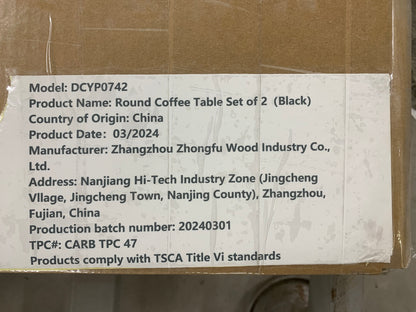 Model: DCYP0742
Product Name: Round Coffee Table Set of 2 (Black)
Country of Origin: China
Product Date: 03/2024
Manufacturer: Zhangzhou Zhongfu Wood Industry Co.,
Ltd.
Address: Nanjiang Hi-Tech Industry Zone (Jingcheng
Vllage, Jingcheng Town, Nanjing County), Zhangzhou,
Fujian, China
Production batch number: 20240301
TPC#: CARB TPC 47
Products comply with TSCA Title Vi standards